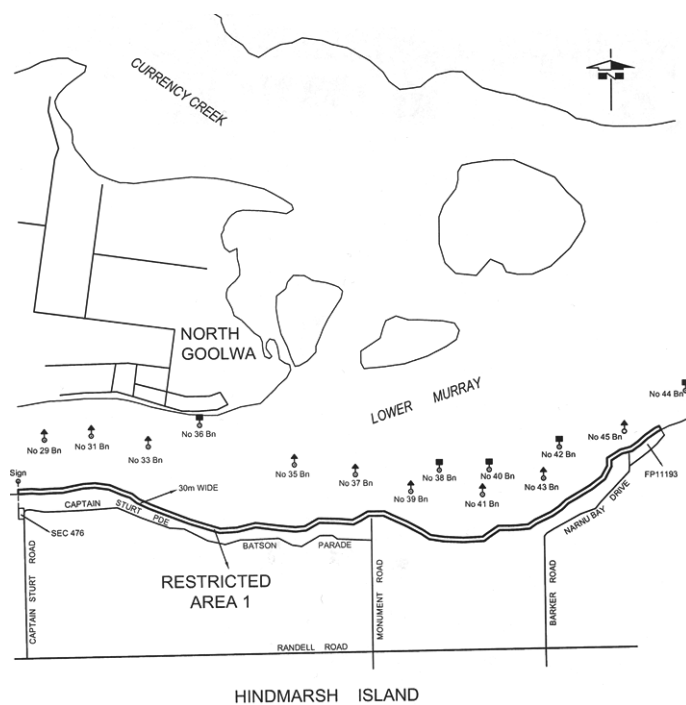 CURRENCY CREEK
N
NORTH
GOOLWA
LOWER MURRAY
No 44 Bn
No 36 Bn
No 29 Bn
No 31 Bn
No 33 Bn
No 45 Bn
No 42 Bn
No 35 Bn
No 37 Bn
No 38 Bn
No 40 Bn
No 39 Bn
No 41 Bn
No 43 Bn
Sign
30m WIDE
FP11193
CAPTAIN STURT PDE
SEC 476
NARNU BAY DRIVE
BATSON PARADE
RESTRICTED
AREA 1
CAPTAIN STURT ROAD
MONUMENT ROAD
BARKER ROAD
RANDELL ROAD
HINDMARSH ISLAND